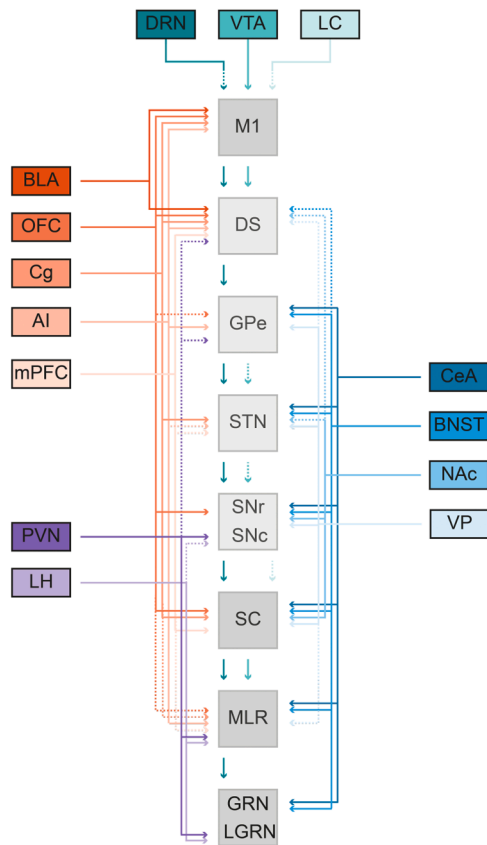 DRN
VTA
LC
M1
BLA
DS
OFC
Cg
AI
GPe
mPFC
CeA
STN
BNST
NAc
SNr
SNc
VP
PVN
LH
SC
MLR
GRN
LGRN